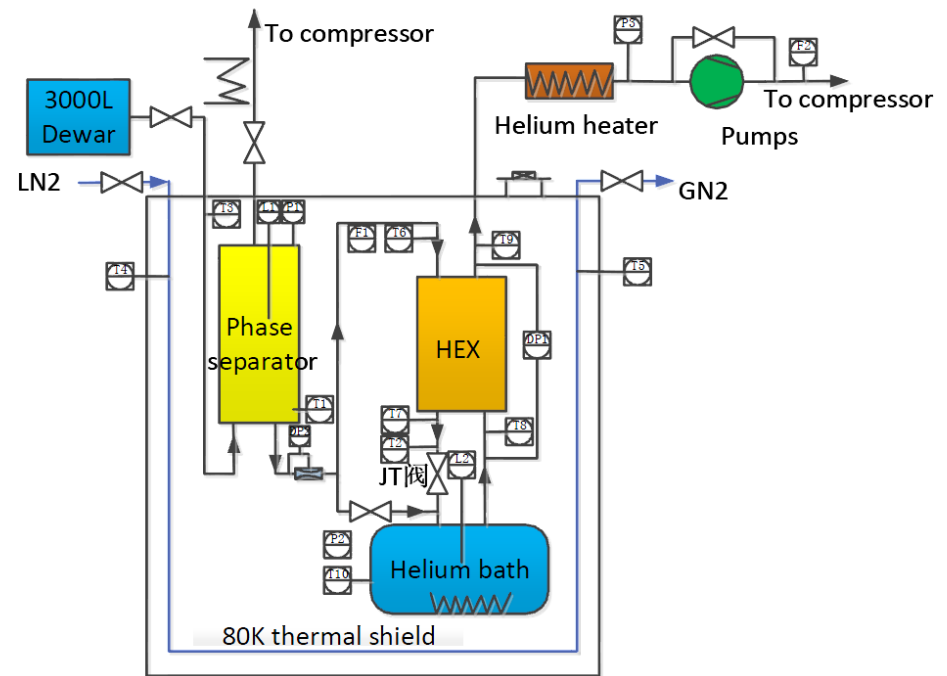 To compressor
P3
F2
3000L
Dewar
To compressor
Helium heater
Pumps
LN2
GN2
T3
L1
P1
F1
T6
T9
T4
T5
Phase
separator
HEX
DP1
T1
T7
T8
T2
L2
JT阀
P2
T10
Helium bath
80K thermal shield